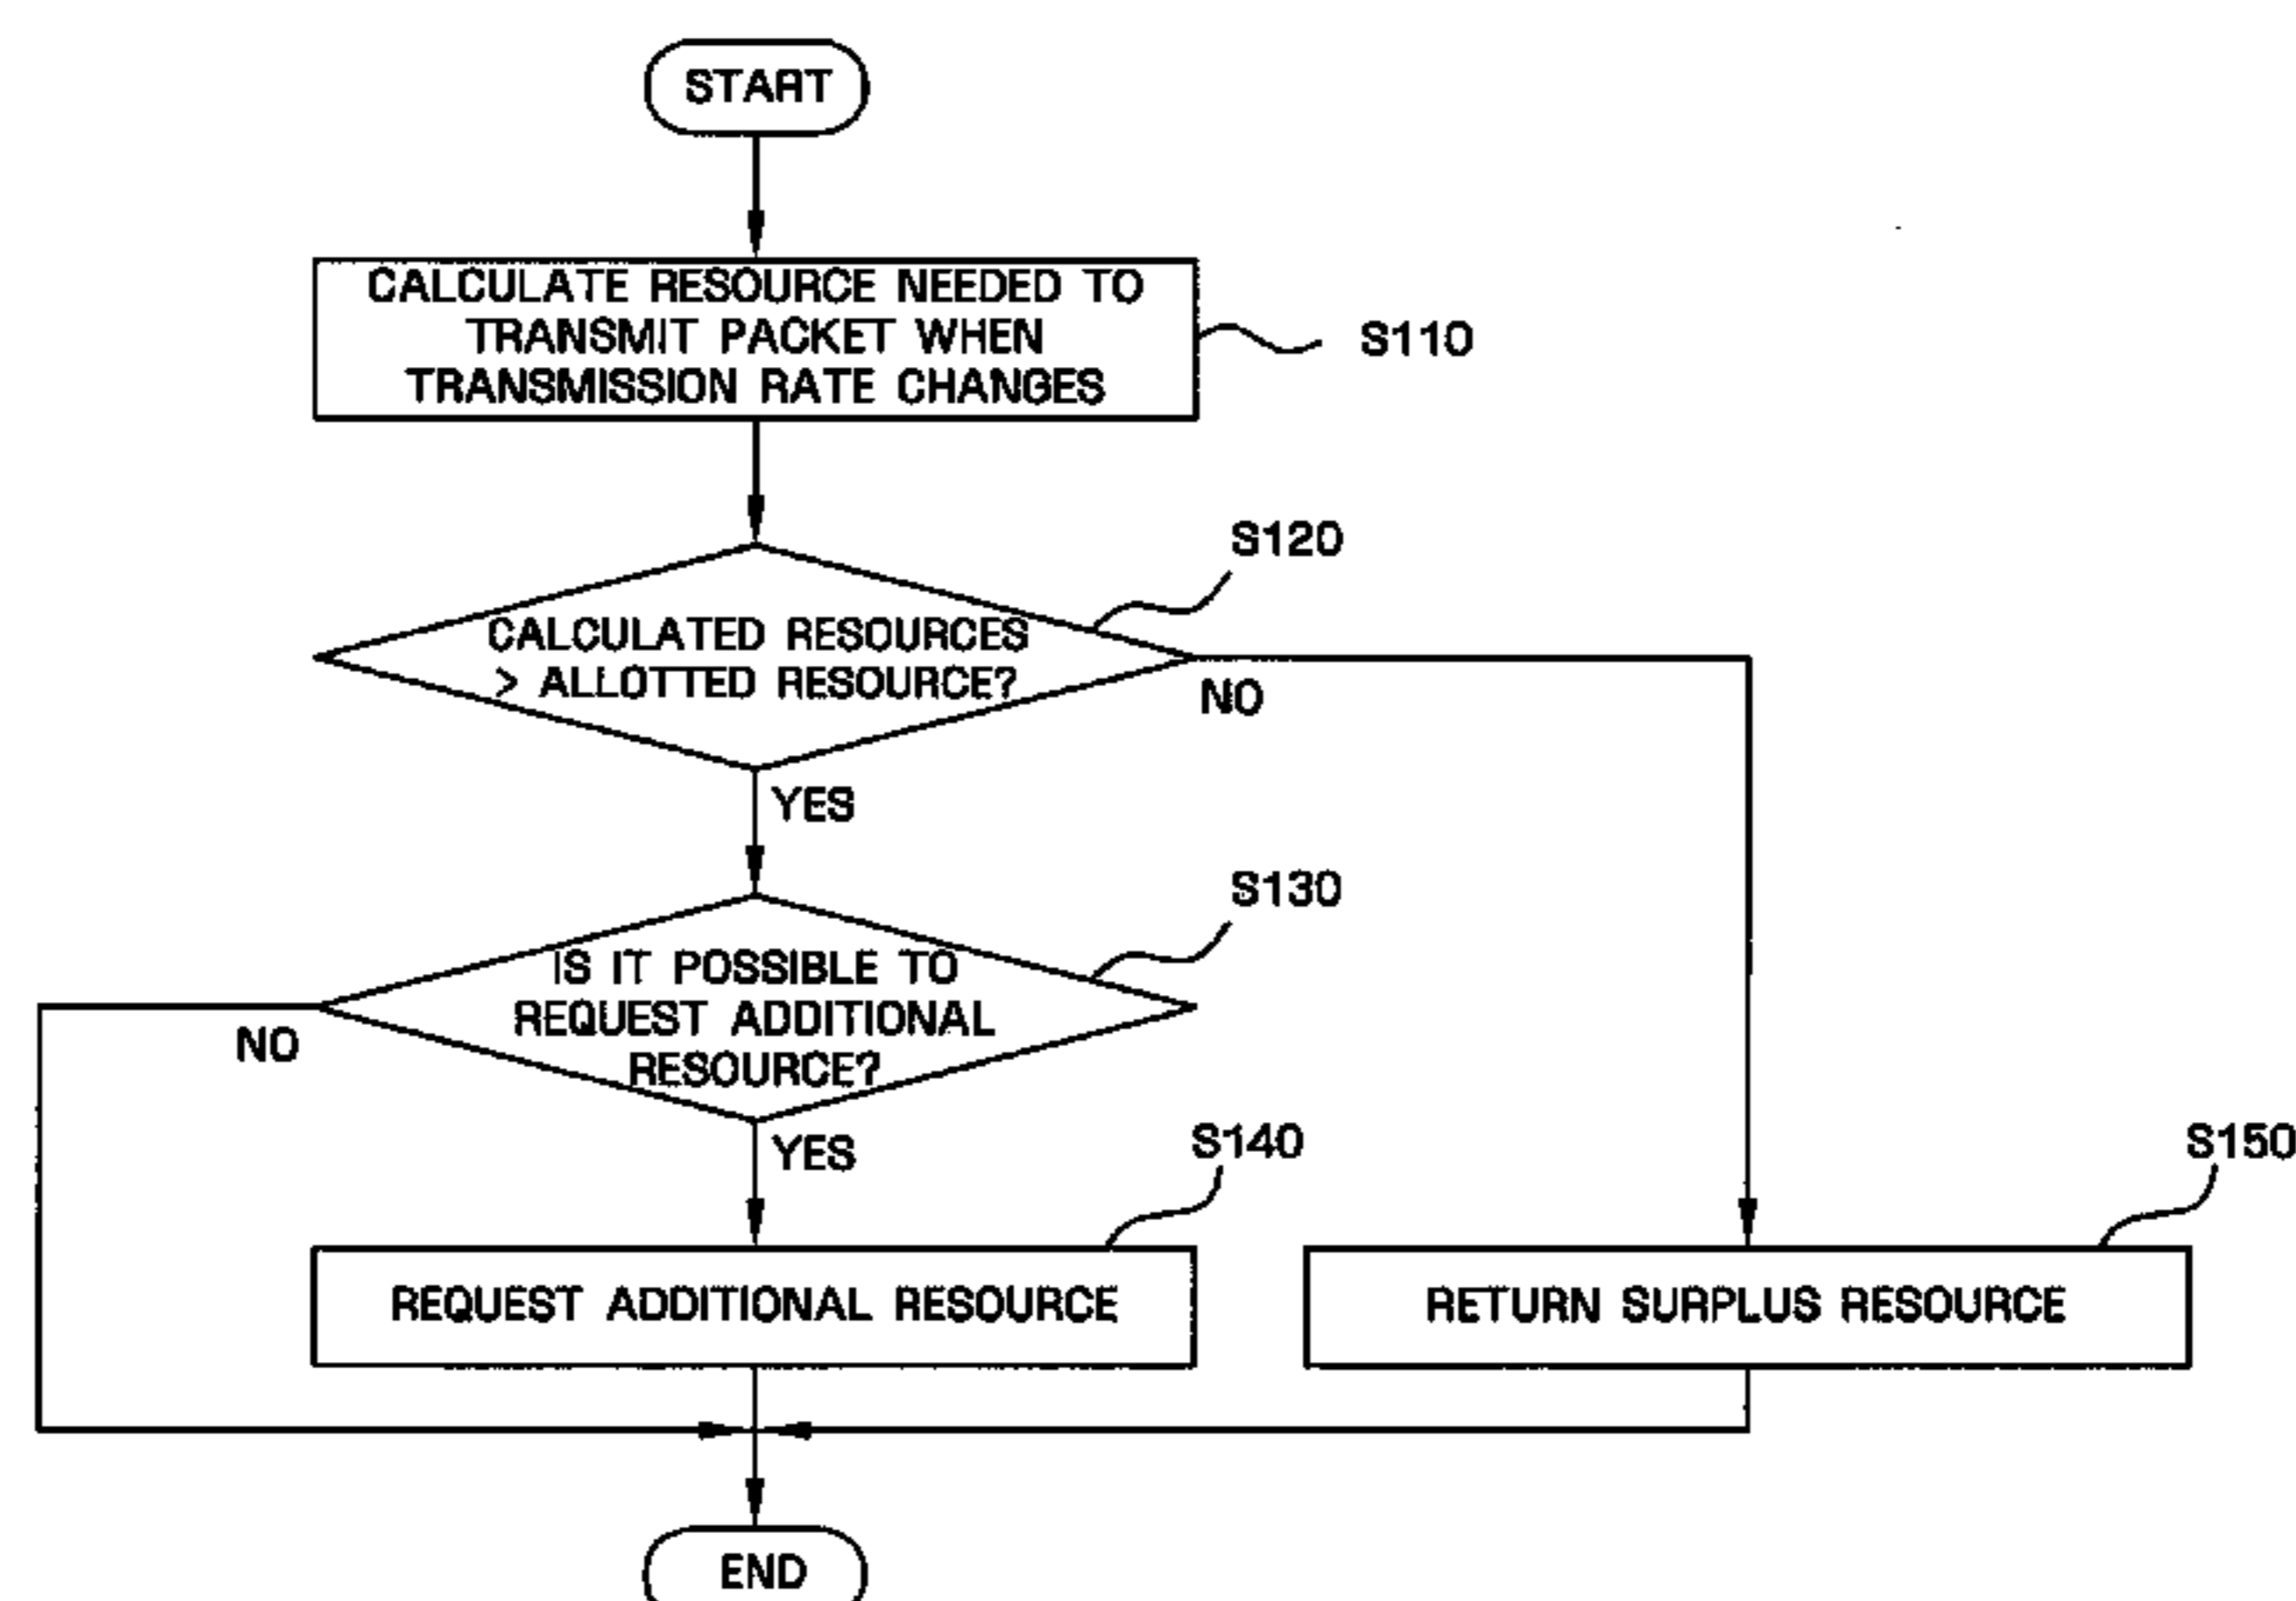 START
CALCULATE RESOURCE NEEDED TO
TRANSMIT PACKET WHEN
TRANSMISSION RATE CHANGES
S110
S120
CALCULATED RESOURCES
> ALLOTTED RESOURCE?
NO
YES
S130
IS IT POSSIBLE TO
REQUEST ADDITIONAL
RESOURCE?
NO
YES
S140
S150
REQUEST ADDITIONAL RESOURCE
RETURN SURPLUS RESOURCE
END